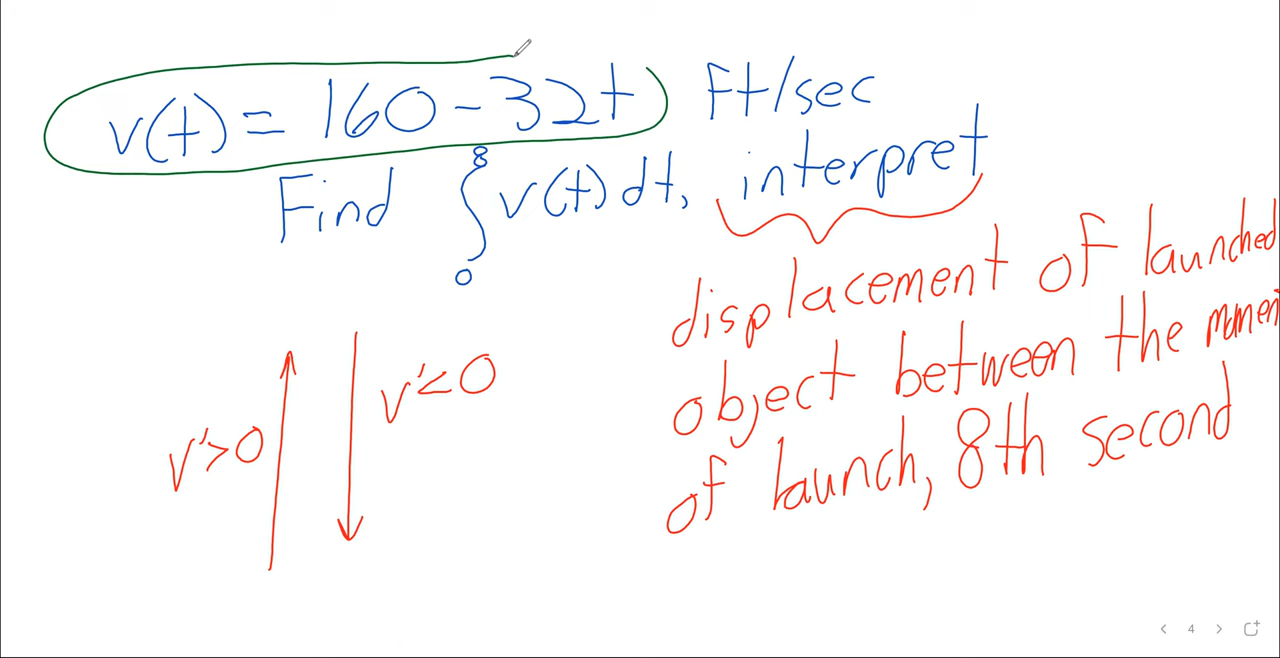 v(t) = 160 - 32t ft/sec
Find ∫₀⁸ v(t) dt, interpret
displacement of launched
object between the momen
of launch, 8th second
v'>0
v'<0
4